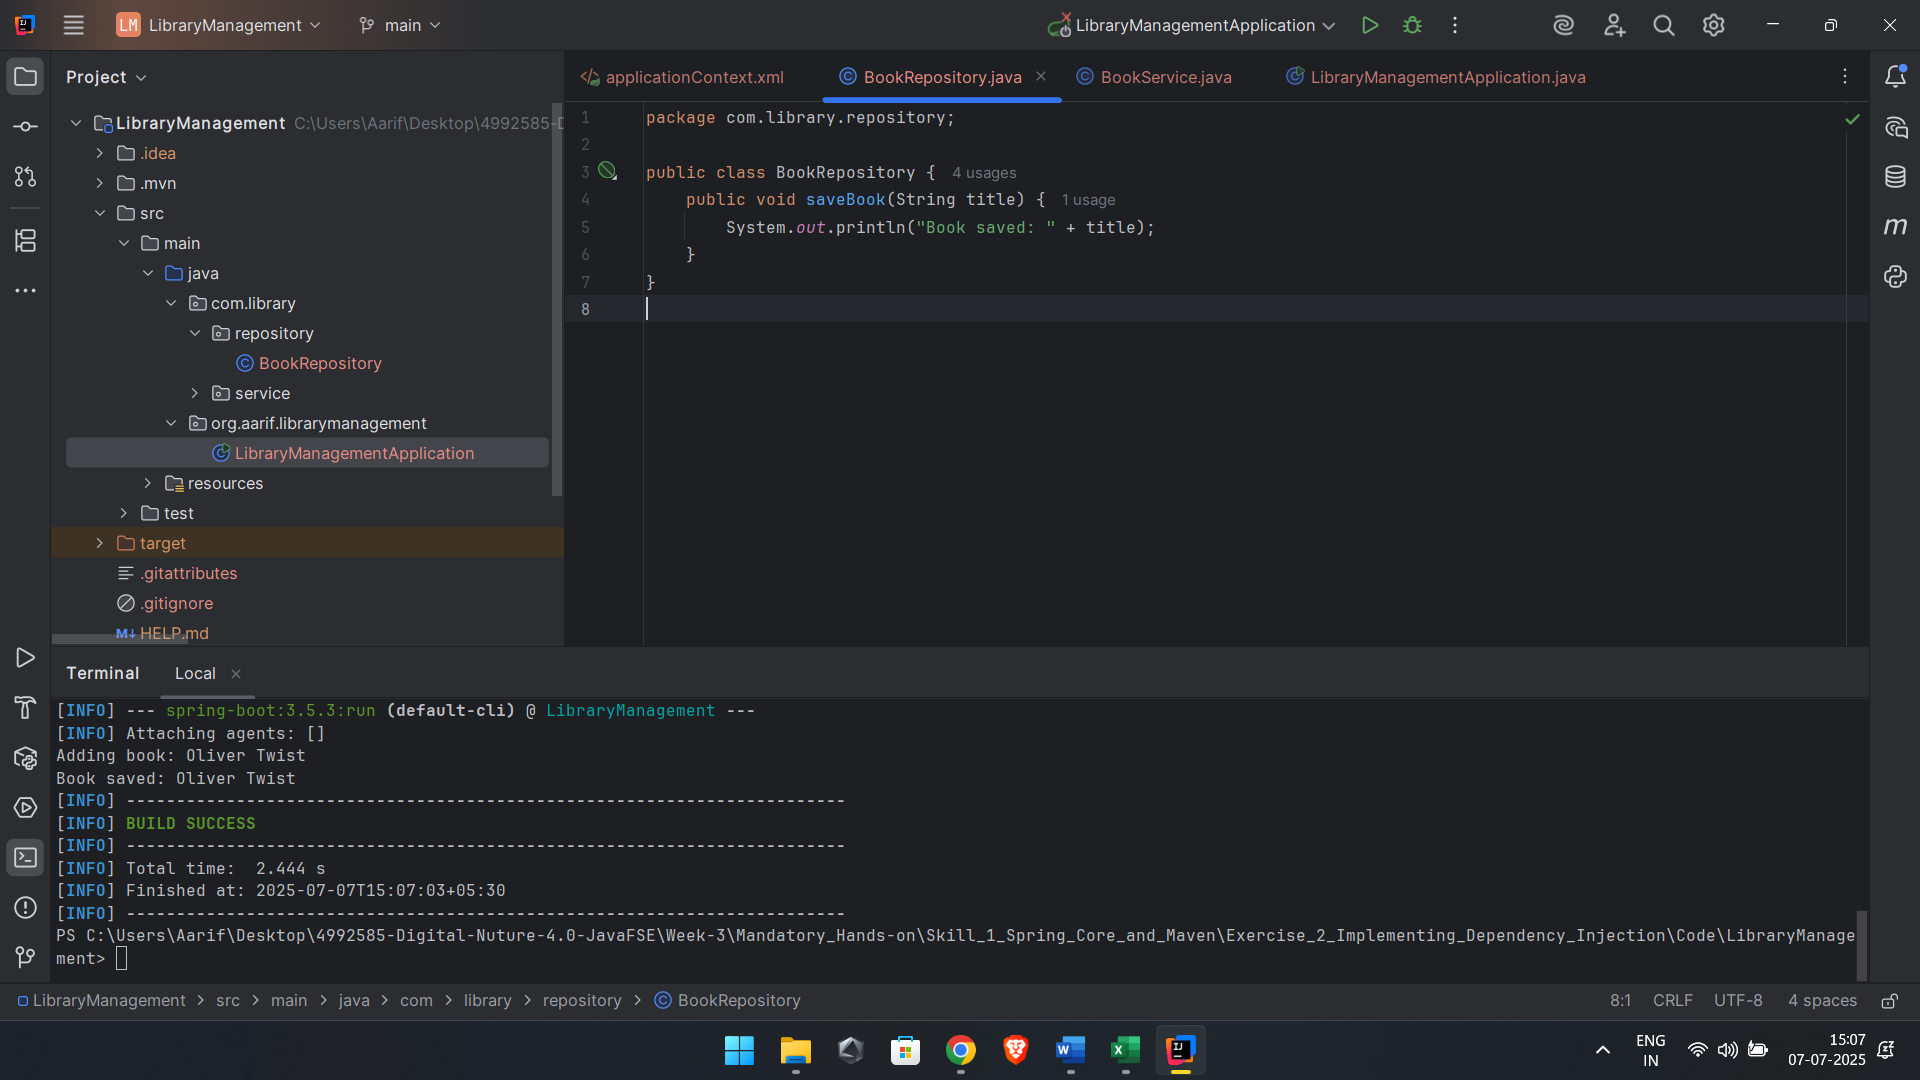 LM LibraryManagement main LibraryManagementApplication
Project
LibraryManagement C:\Users\Aarif\Desktop\4992585-D
.idea
.mvn
src
main
java
com.library
repository
BookRepository
service
org.aarif.librarymanagement
LibraryManagementApplication
resources
test
target
.gitattributes
.gitignore
M↓ HELP.md
applicationContext.xml BookRepository.java BookService.java LibraryManagementApplication.java
1 package com.library.repository;
2
3 public class BookRepository { 4 usages
4 public void saveBook(String title) { 1 usage
5 System.out.println("Book saved: " + title);
6 }
7 }
8
Terminal Local
[INFO] --- spring-boot:3.5.3:run (default-cli) @ LibraryManagement ---
[INFO] Attaching agents: []
Adding book: Oliver Twist
Book saved: Oliver Twist
[INFO] ------------------------------------------------------------------------
[INFO] BUILD SUCCESS
[INFO] ------------------------------------------------------------------------
[INFO] Total time:  2.444 s
[INFO] Finished at: 2025-07-07T15:07:03+05:30
[INFO] ------------------------------------------------------------------------
PS C:\Users\Aarif\Desktop\4992585-Digital-Nuture-4.0-JavaFSE\Week-3\Mandatory_Hands-on\Skill_1_Spring_Core_and_Maven\Exercise_2_Implementing_Dependency_Injection\Code\LibraryManage
ment>
LibraryManagement > src > main > java > com > library > repository > BookRepository 8:1 CRLF UTF-8 4 spaces
ENG
IN
15:07
07-07-2025